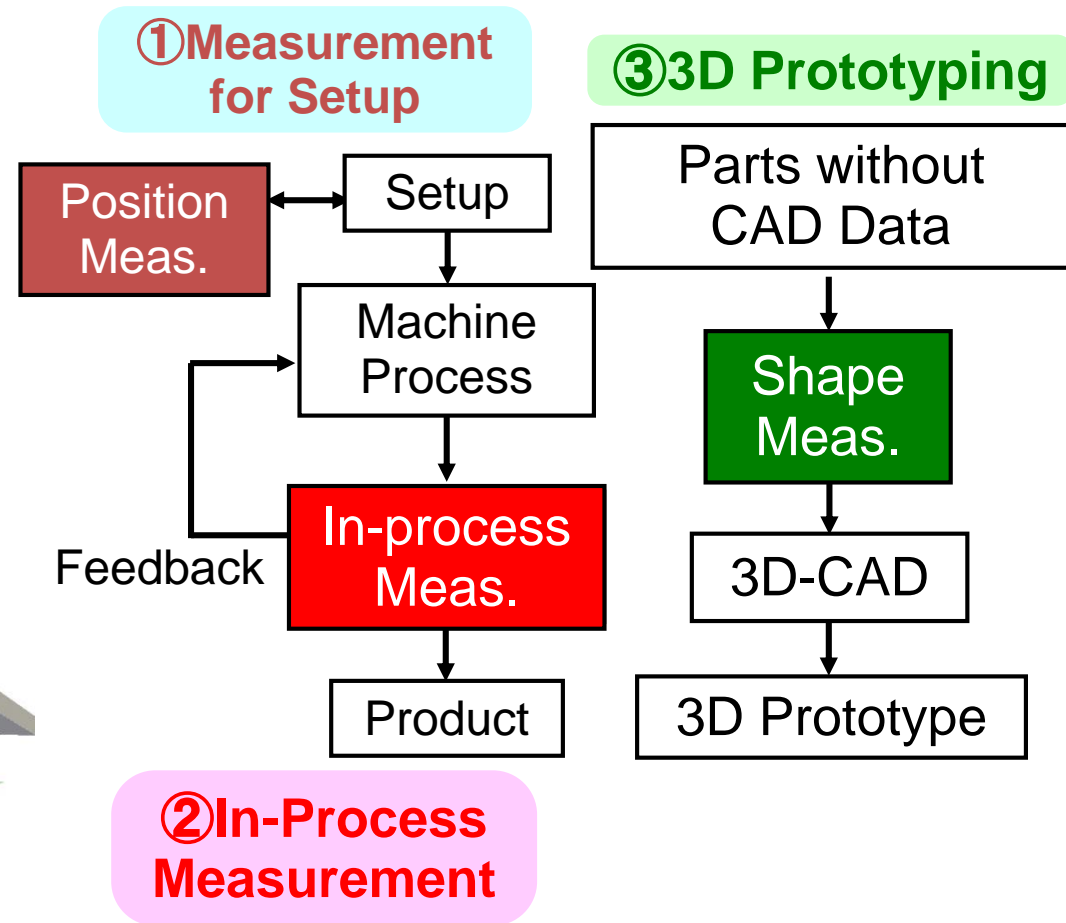 ①Measurement
for Setup
Position
Meas.
Setup
Machine
Process
Feedback
In-process
Meas.
Product
②In-Process
Measurement
③3D Prototyping
Parts without
CAD Data
Shape
Meas.
3D-CAD
3D Prototype